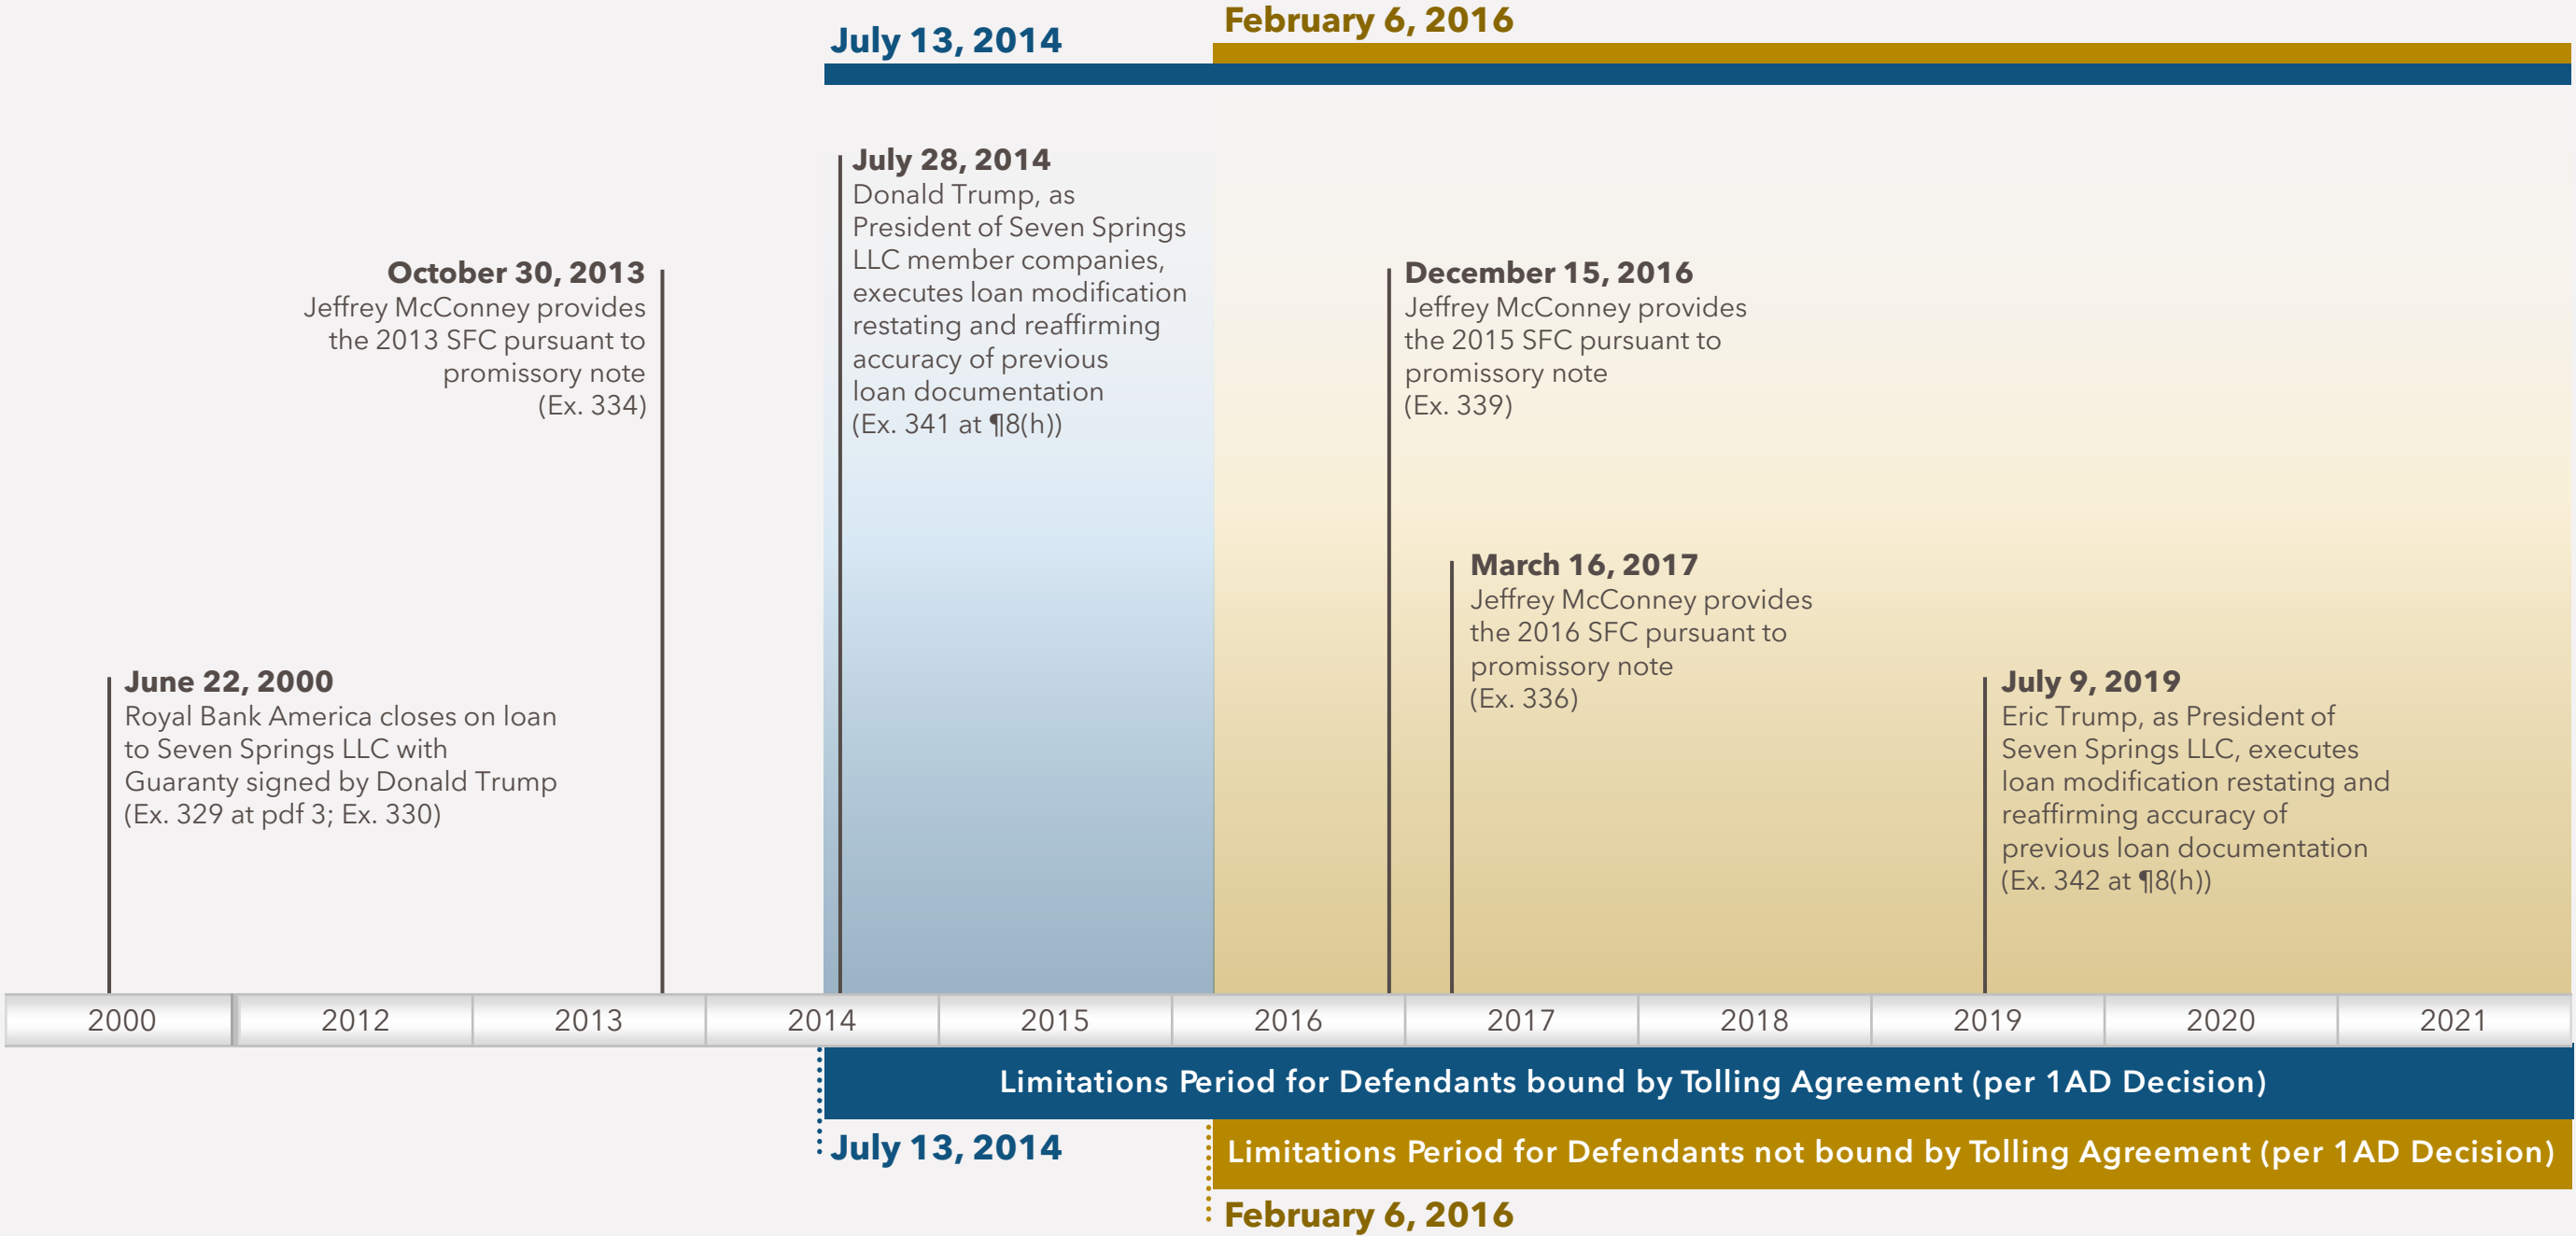 February 6, 2016
July 13, 2014
July 28, 2014
Donald Trump, as
President of Seven Springs
LLC member companies,
executes loan modification
restating and reaffirming
accuracy of previous
loan documentation
(Ex. 341 at ¶8(h))
October 30, 2013
Jeffrey McConney provides
the 2013 SFC pursuant to
promissory note
(Ex. 334)
December 15, 2016
Jeffrey McConney provides
the 2015 SFC pursuant to
promissory note
(Ex. 339)
March 16, 2017
Jeffrey McConney provides
the 2016 SFC pursuant to
promissory note
(Ex. 336)
June 22, 2000
Royal Bank America closes on loan
to Seven Springs LLC with
Guaranty signed by Donald Trump
(Ex. 329 at pdf 3; Ex. 330)
July 9, 2019
Eric Trump, as President of
Seven Springs LLC, executes
loan modification restating and
reaffirming accuracy of
previous loan documentation
(Ex. 342 at ¶8(h))
2000 2012 2013 2014 2015 2016 2017 2018 2019 2020 2021
Limitations Period for Defendants bound by Tolling Agreement (per 1AD Decision)
July 13, 2014
Limitations Period for Defendants not bound by Tolling Agreement (per 1AD Decision)
February 6, 2016